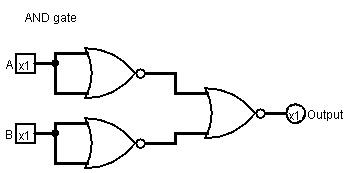 AND gate
A x1
x1 Output
B x1